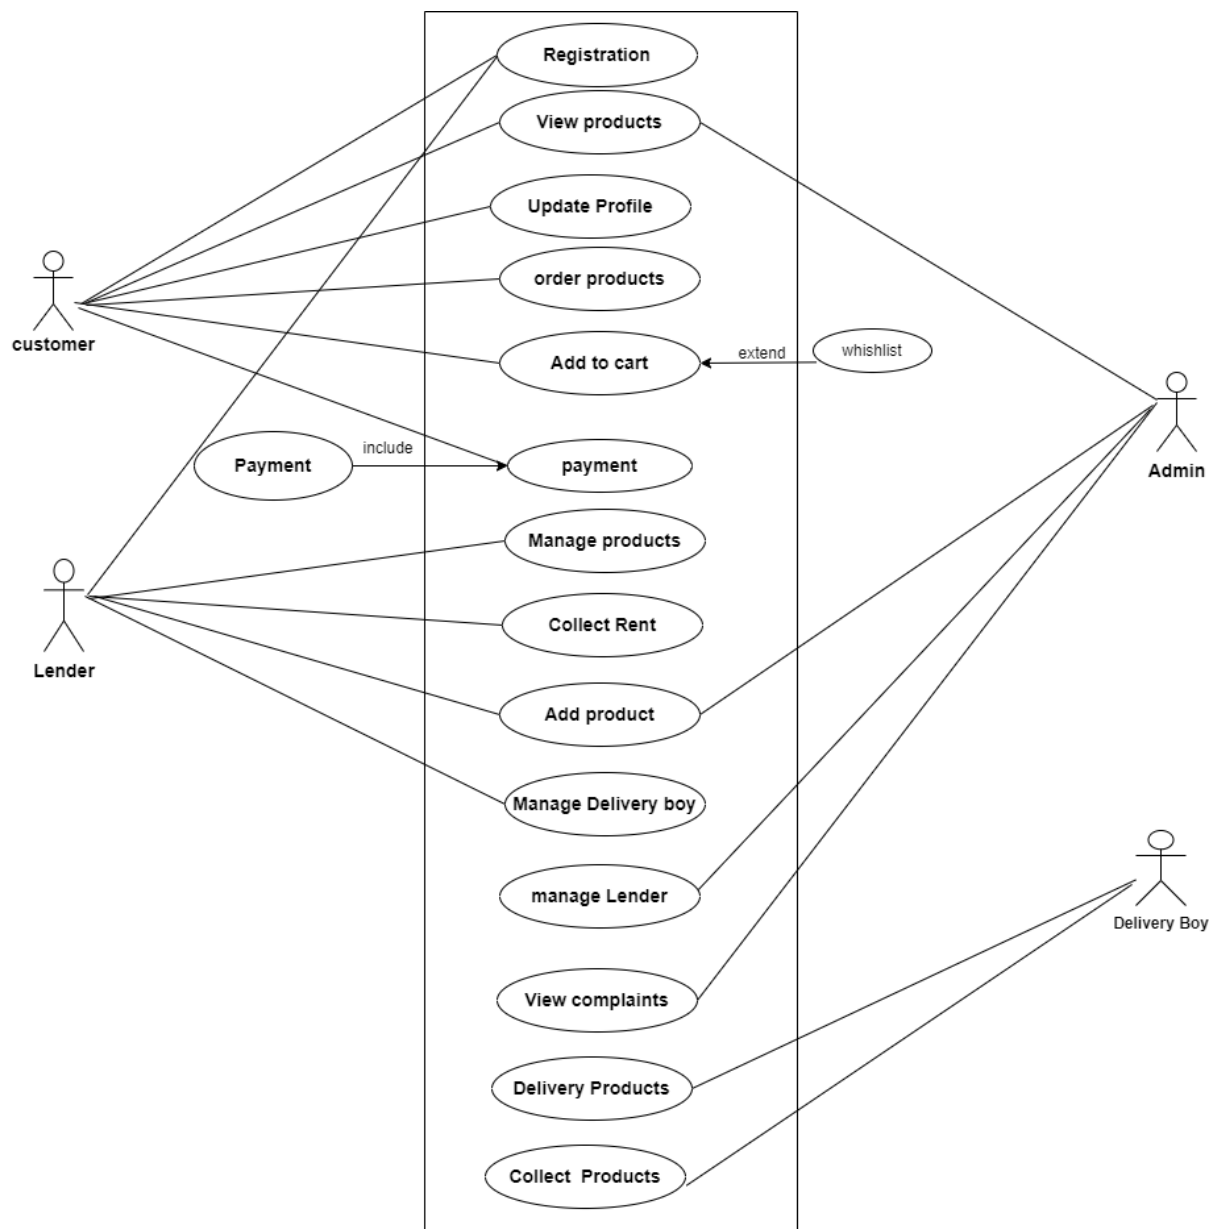 Registration
View products
Update Profile
order products
customer
Add to cart
extend
whishlist
Admin
Payment
include
payment
Manage products
Collect Rent
Lender
Add product
Manage Delivery boy
manage Lender
Delivery Boy
View complaints
Delivery Products
Collect  Products